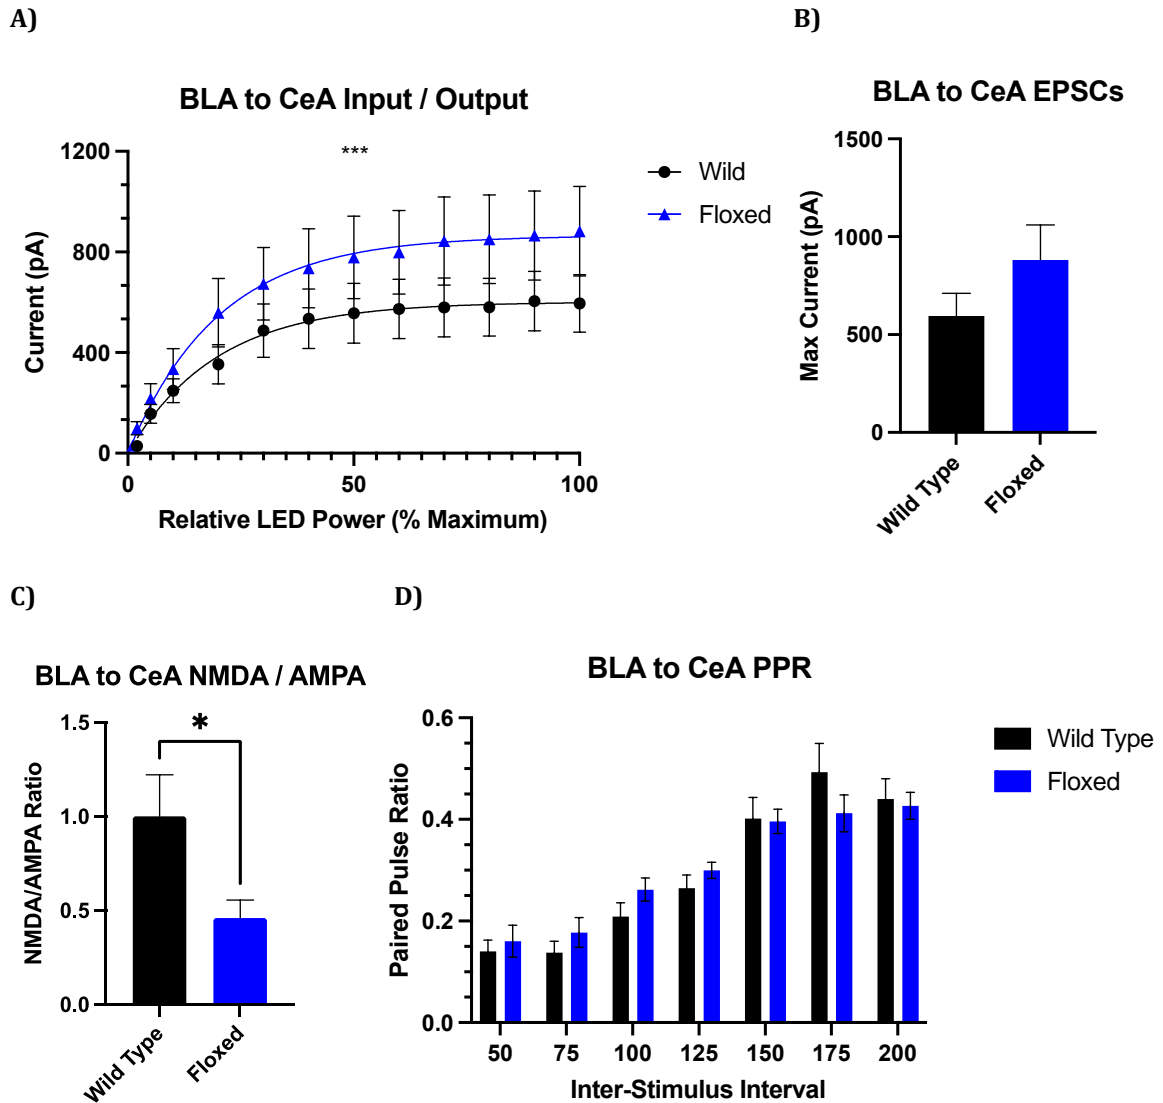 A)
BLA to CeA Input / Output
***
1200
800
400
0
Current (pA)
0 50 100
Relative LED Power (% Maximum)
Wild
Floxed
B)
BLA to CeA EPSCs
1500
1000
500
0
Max Current (pA)
Wild Type
Floxed
C)
BLA to CeA NMDA / AMPA
*
1.5
1.0
0.5
0.0
NMDA/AMPA Ratio
Wild Type
Floxed
D)
BLA to CeA PPR
0.6
0.4
0.2
0.0
Paired Pulse Ratio
50 75 100 125 150 175 200
Inter-Stimulus Interval
Wild Type
Floxed